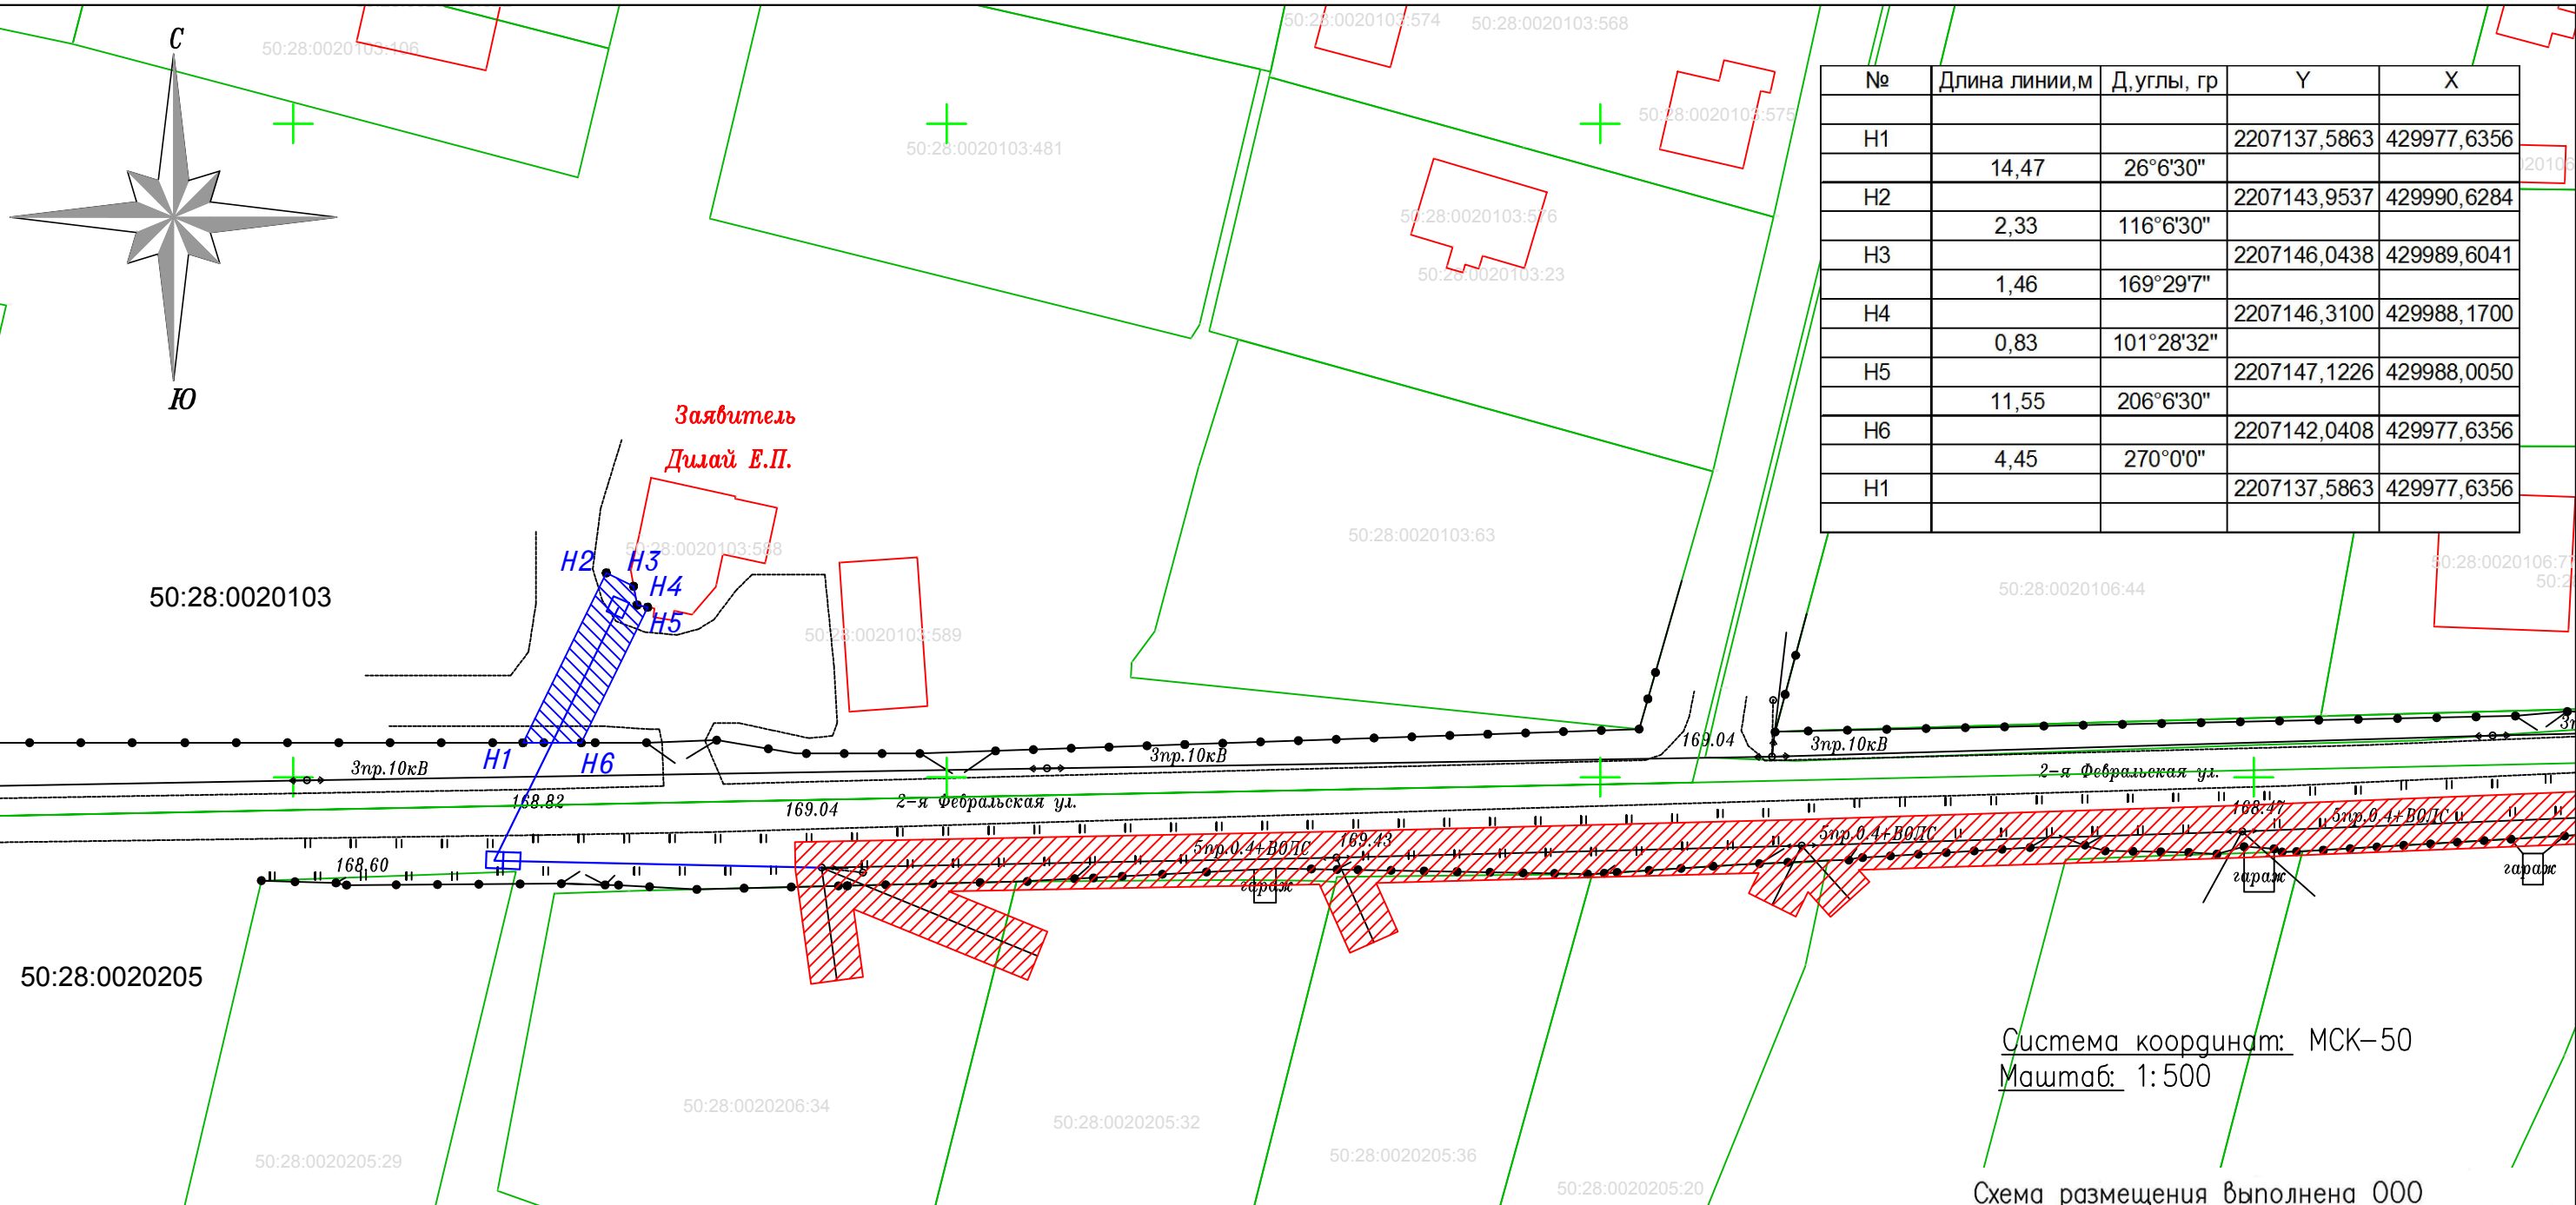 С
Ю
50:28:0020103:106
50:28:0020103:574
50:28:0020103:568
50:28:0020103:481
50:28:0020103:575
50:28:0020103:576
50:28:0020103:23
№ Длина линии,м Д,углы, гр Y X
Н1 2207137,5863 429977,6356
14,47 26°6'30"
Н2 2207143,9537 429990,6284
2,33 116°6'30"
Н3 2207146,0438 429989,6041
1,46 169°29'7"
Н4 2207146,3100 429988,1700
0,83 101°28'32"
Н5 2207147,1226 429988,0050
11,55 206°6'30"
Н6 2207142,0408 429977,6356
4,45 270°0'0"
Н1 2207137,5863 429977,6356
Заявитель
Дилай Е.П.
50:28:0020103:588
50:28:0020103:63
50:28:0020103:589
50:28:0020106:44
50:28:0020103
Н2
Н3
Н4
Н5
Н1
Н6
3пр.10кВ
3пр.10кВ
169.04
3пр.10кВ
168.82
169.04
2-я Февральская ул.
2-я Февральская ул.
168.60
5пр.0.4+ВОЛС
169.43
5пр.0.4+ВОЛС
168.47
5пр.0.4+ВОЛС
гараж
гараж
гараж
50:28:0020205
50:28:0020206:34
50:28:0020205:32
50:28:0020205:29
50:28:0020205:36
50:28:0020205:20
Система координат: МСК-50
Маштаб: 1:500
Схема размещения выполнена ООО